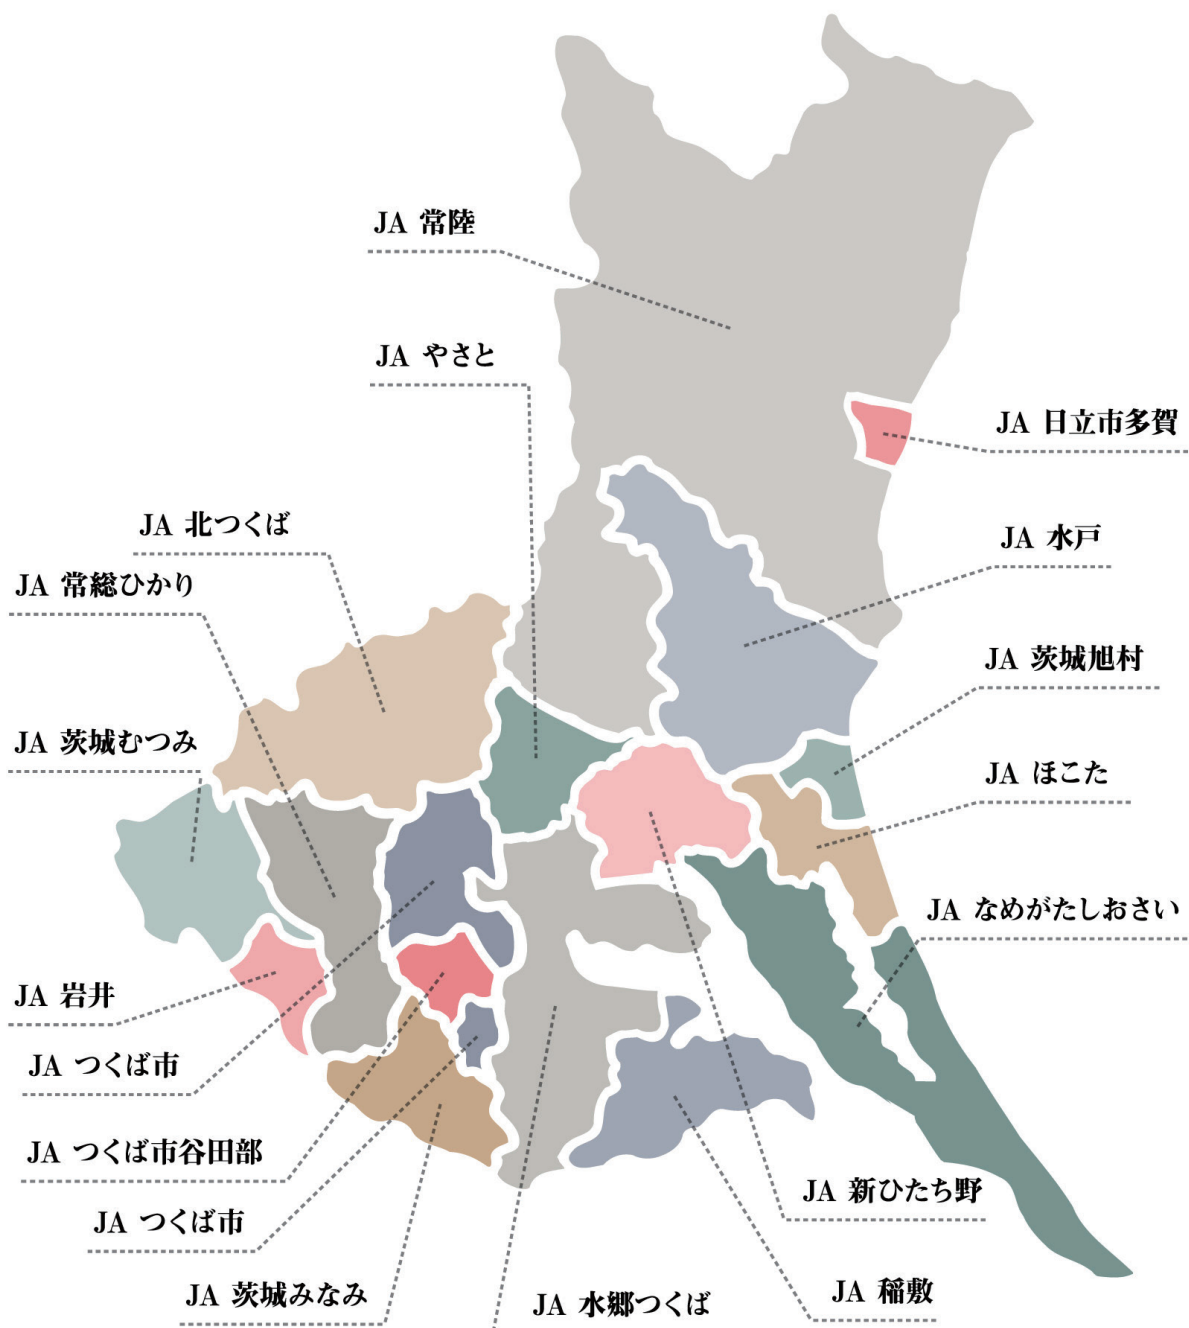 JA 常陸
JA やさと
JA 日立市多賀
JA 北つくば
JA 水戸
JA 常総ひかり
JA 茨城旭村
JA 茨城むつみ
JA ほこた
JA なめがたしおさい
JA 岩井
JA つくば市
JA つくば市谷田部
JA 新ひたち野
JA つくば市
JA 茨城みなみ
JA 水郷つくば
JA 稲敷